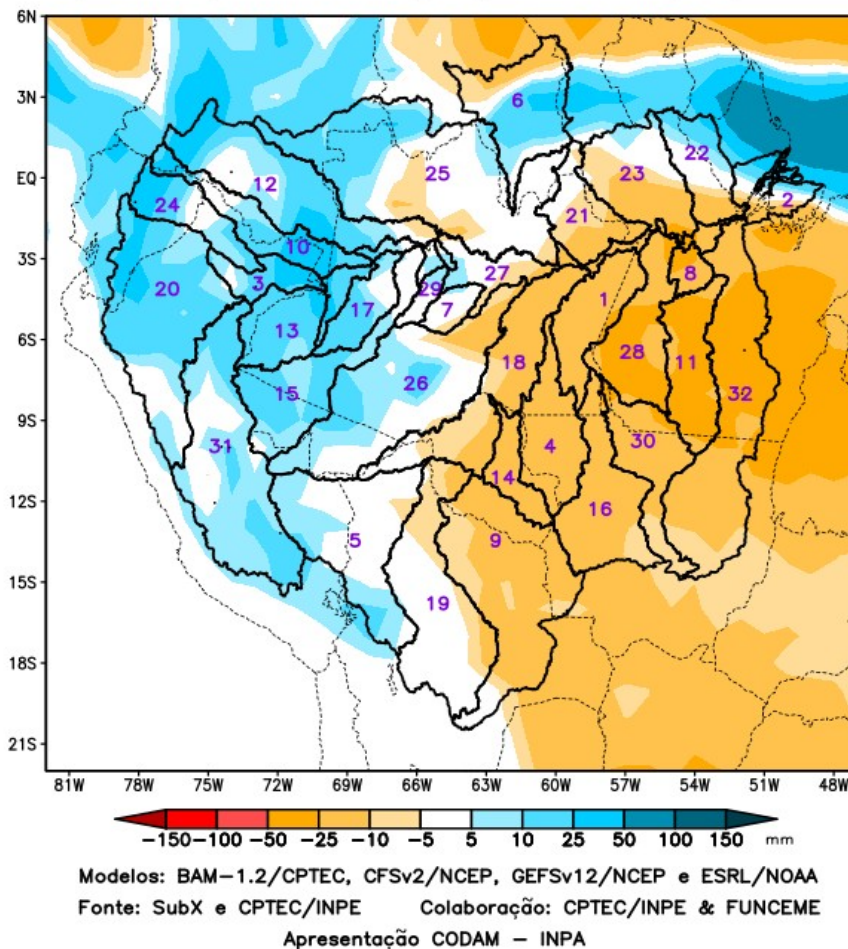 6N
3N
EQ
3S
6S
9S
12S
15S
18S
21S
6
12
25
23
22
2
24
21
10
27
20
3
17
29
7
8
13
1
18
28
11
15
26
32
31
4
30
14
16
5
9
19
81W 78W 75W 72W 69W 66W 63W 60W 57W 54W 51W 48W
−150 −100 −50 −25 −10 −5 5 10 25 50 100 150 mm
Modelos: BAM−1.2/CPTEC, CFSv2/NCEP, GEFSv12/NCEP e ESRL/NOAA
Fonte: SubX e CPTEC/INPE Colaboração: CPTEC/INPE & FUNCEME
Apresentação CODAM − INPA